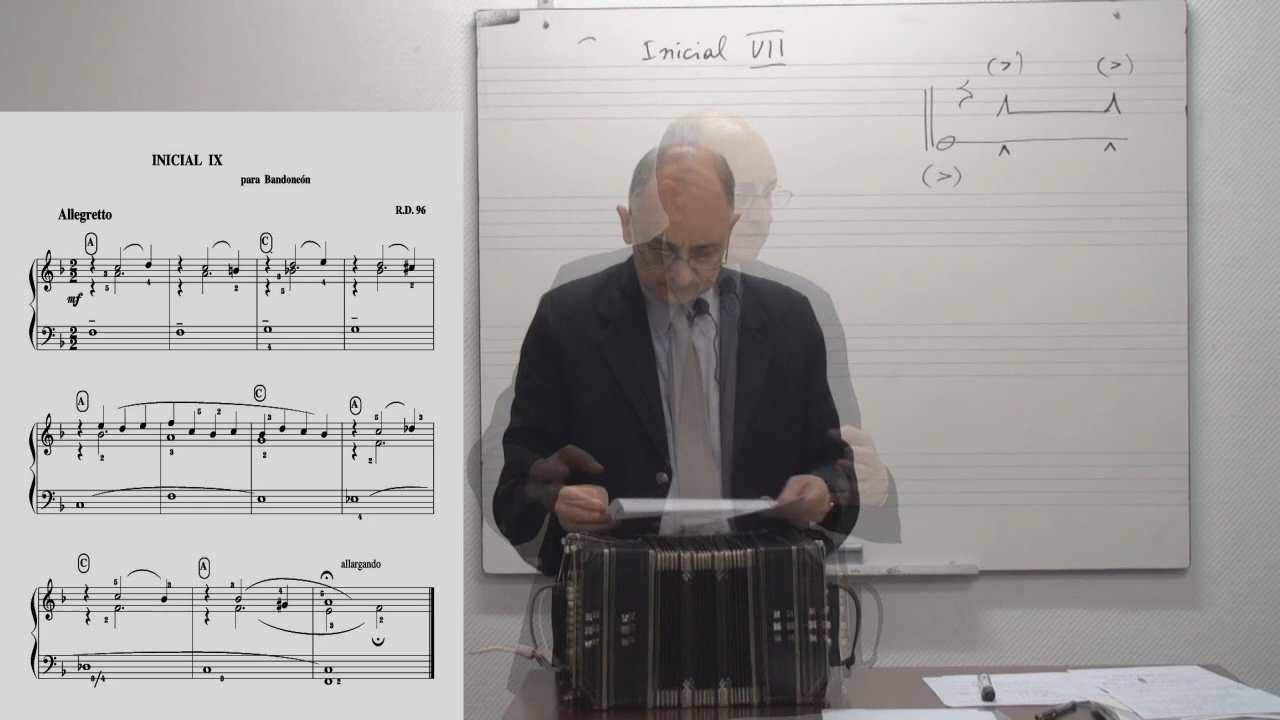 INICIAL IX
para Bandoneón
Allegretto
R.D. 96
A
C
mf
A
C
A
C
A
allargando
Inicial VII